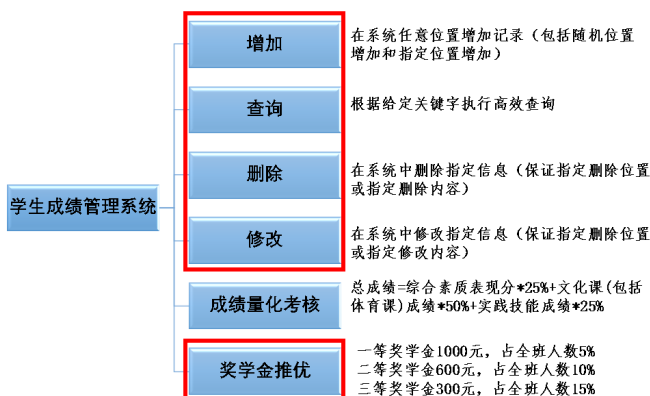 增加
在系统任意位置增加记录（包括随机位置
增加和指定位置增加）
查询
根据给定关键字执行高效查询
删除
在系统中删除指定信息（保证指定删除位置
或指定删除内容）
学生成绩管理系统
修改
在系统中修改指定信息（保证指定删除位置
或指定修改内容）
成绩量化考核
总成绩=综合素质表现分*25%+文化课(包括
体育课)成绩*50%+实践技能成绩*25%
奖学金推优
一等奖学金1000元，占全班人数5%
二等奖学金600元，占全班人数10%
三等奖学金300元，占全班人数15%